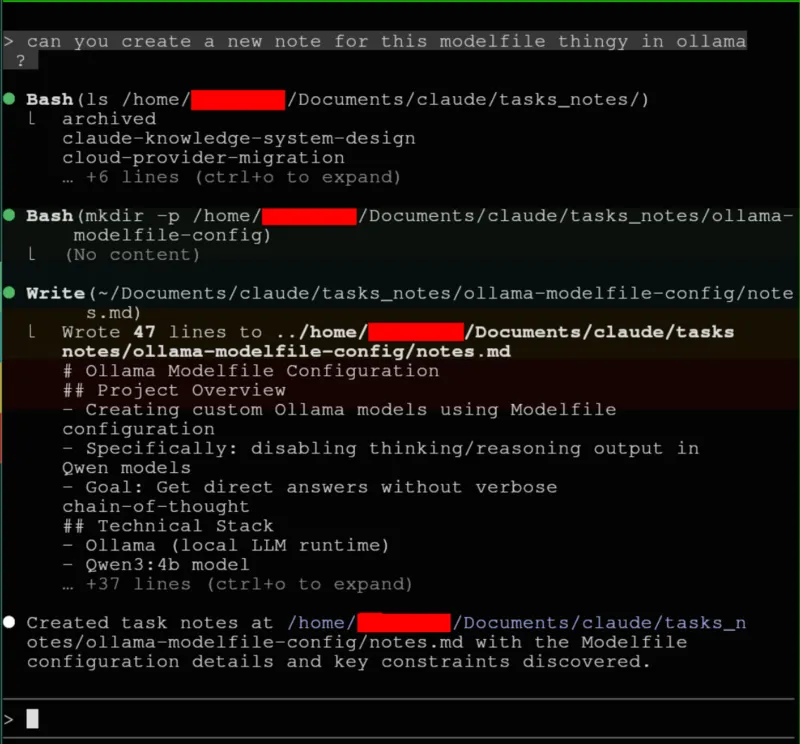 > can you create a new note for this modelfile thingy in ollama
?
● Bash(ls /home/ /Documents/claude/tasks_notes/)
⎿ archived
claude-knowledge-system-design
cloud-provider-migration
… +6 lines (ctrl+o to expand)
● Bash(mkdir -p /home/ /Documents/claude/tasks_notes/ollama-
modelfile-config)
⎿ (No content)
● Write(~/Documents/claude/tasks_notes/ollama-modelfile-config/note
s.md)
⎿ Wrote 47 lines to ../home/ /Documents/claude/tasks
notes/ollama-modelfile-config/notes.md
# Ollama Modelfile Configuration
## Project Overview
- Creating custom Ollama models using Modelfile
configuration
- Specifically: disabling thinking/reasoning output in
Qwen models
- Goal: Get direct answers without verbose
chain-of-thought
## Technical Stack
- Ollama (local LLM runtime)
- Qwen3:4b model
… +37 lines (ctrl+o to expand)
● Created task notes at /home/ /Documents/claude/tasks_n
otes/ollama-modelfile-config/notes.md with the Modelfile
configuration details and key constraints discovered.
>